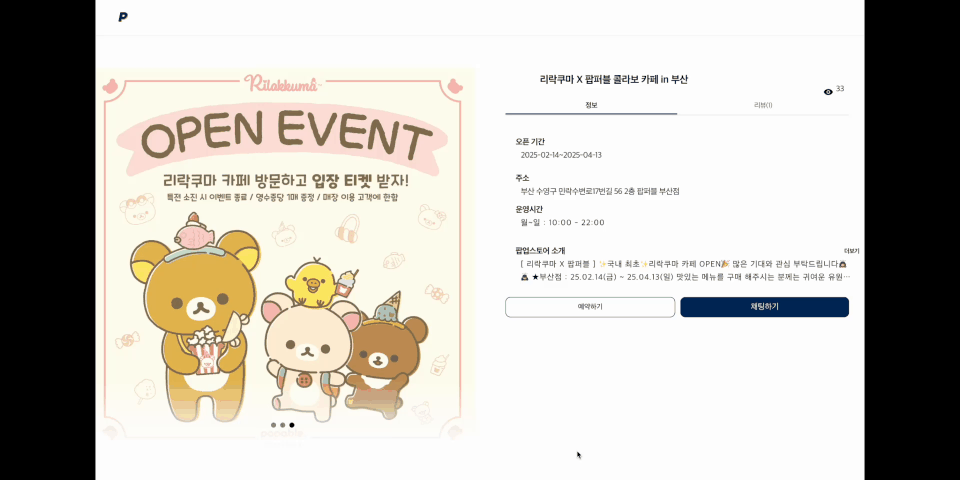 P
Rilakkuma
OPEN EVENT
리락쿠마 카페 방문하고 입장 티켓 받자!
특전 소진 시 이벤트 종료 / 명수증당 1매 증정 / 매장 이용 고객에 한함
리락쿠마 X 팝퍼블 콜라보 카페 in 부산
33
정보
리뷰(1)
오픈 기간
2025-02-14~2025-04-13
주소
부산 수영구 민락수변로17번길 56 2층 팝퍼블 부산점
운영시간
월~일 : 10:00 - 22:00
팝업스토어 소개
더보기
[ 리락쿠마 X 팝퍼블 ] ✨국내 최초✨리락쿠마 카페 OPEN🎉 많은 기대와 관심 부탁드립니다🙇
🙇 ★부산점 : 25.02.14(금) ~ 25.04.13(일) 맛있는 메뉴를 구매 해주시는 분께는 귀여운 유원…
예약하기
채팅하기